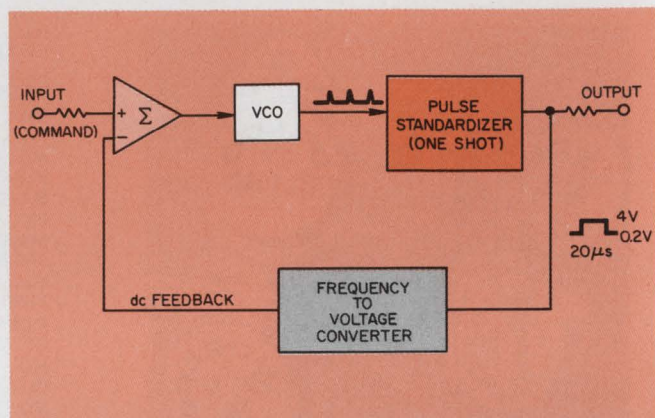 INPUT
(COMMAND)
+
−
Σ
VCO
PULSE
STANDARDIZER
(ONE SHOT)
OUTPUT
4V
0.2V
20μs
dc FEEDBACK
FREQUENCY
TO
VOLTAGE
CONVERTER